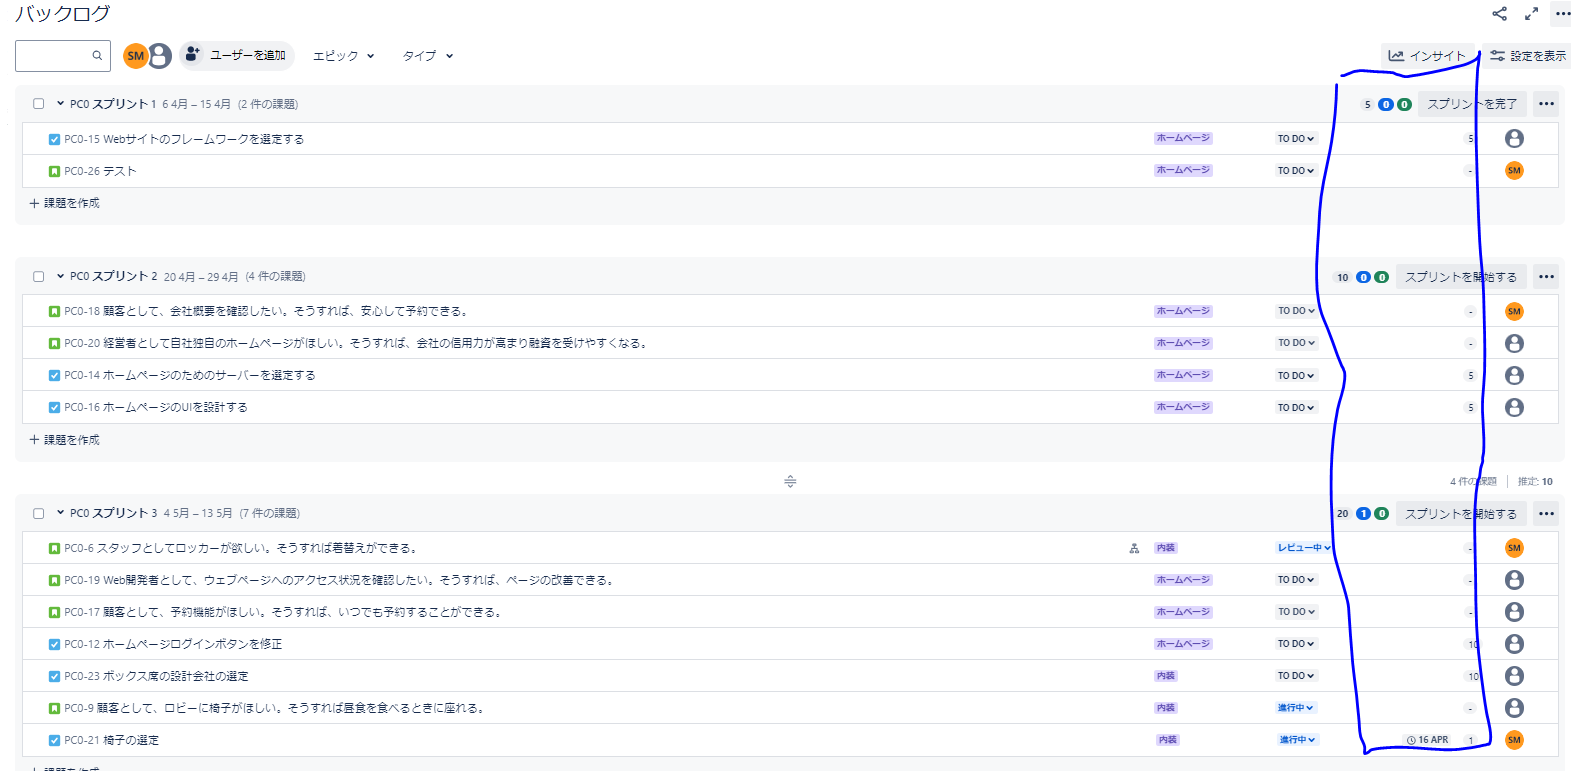 バックログ
SM ユーザーを追加 エピック タイプ インサイト 設定を表示
PC0 スプリント 1 6 4月 – 15 4月 (2 件の課題) 5 0 0 スプリントを完了
PC0-15 Webサイトのフレームワークを選定する ホームページ TO DO 5
PC0-26 テスト ホームページ TO DO - SM
+ 課題を作成
PC0 スプリント 2 20 4月 – 29 4月 (4 件の課題) 10 0 0 スプリントを開始する
PC0-18 顧客として、会社概要を確認したい。そうすれば、安心して予約できる。 ホームページ TO DO - SM
PC0-20 経営者として自社独自のホームページがほしい。そうすれば、会社の信用力が高まり融資を受けやすくなる。 ホームページ TO DO -
PC0-14 ホームページのためのサーバーを選定する ホームページ TO DO 5
PC0-16 ホームページのUIを設計する ホームページ TO DO 5
+ 課題を作成
4 件の課題 推定: 10
PC0 スプリント 3 4 5月 – 13 5月 (7 件の課題) 20 1 0 スプリントを開始する
PC0-6 スタッフとしてロッカーが欲しい。そうすれば着替えができる。 内装 レビュー中 - SM
PC0-19 Web開発者として、ウェブページへのアクセス状況を確認したい。そうすれば、ページの改善できる。 ホームページ TO DO -
PC0-17 顧客として、予約機能がほしい。そうすれば、いつでも予約することができる。 ホームページ TO DO -
PC0-12 ホームページログインボタンを修正 ホームページ TO DO 10
PC0-23 ボックス席の設計会社の選定 内装 TO DO 10
PC0-9 顧客として、ロビーに椅子がほしい。そうすれば昼食を食べるときに座れる。 内装 進行中 -
PC0-21 椅子の選定 内装 進行中 16 APR 1 SM
+ 課題を作成